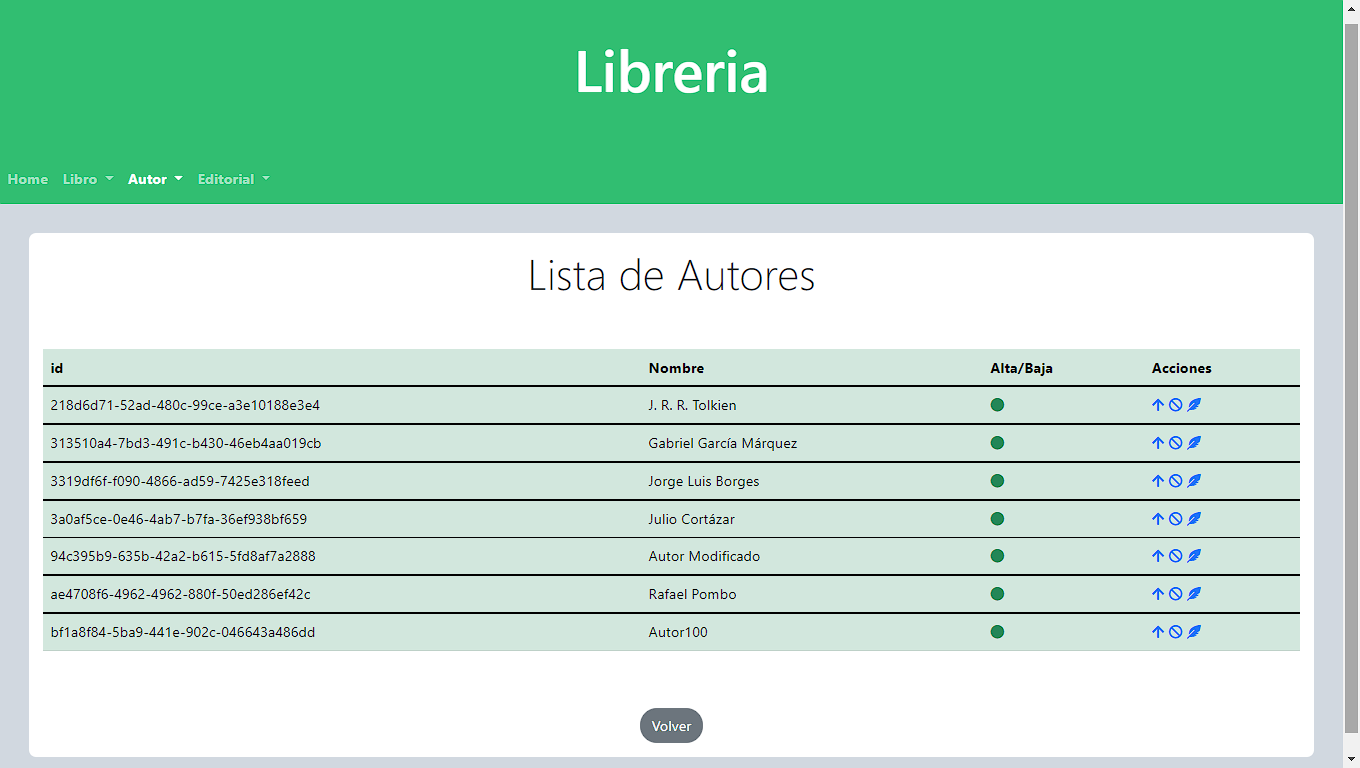 Libreria
Home Libro Autor Editorial
Lista de Autores
id Nombre Alta/Baja Acciones
218d6d71-52ad-480c-99ce-a3e10188e3e4 J. R. R. Tolkien
313510a4-7bd3-491c-b430-46eb4aa019cb Gabriel García Márquez
3319df6f-f090-4866-ad59-7425e318feed Jorge Luis Borges
3a0af5ce-0e46-4ab7-b7fa-36ef938bf659 Julio Cortázar
94c395b9-635b-42a2-b615-5fd8af7a2888 Autor Modificado
ae4708f6-4962-4962-880f-50ed286ef42c Rafael Pombo
bf1a8f84-5ba9-441e-902c-046643a486dd Autor100
Volver